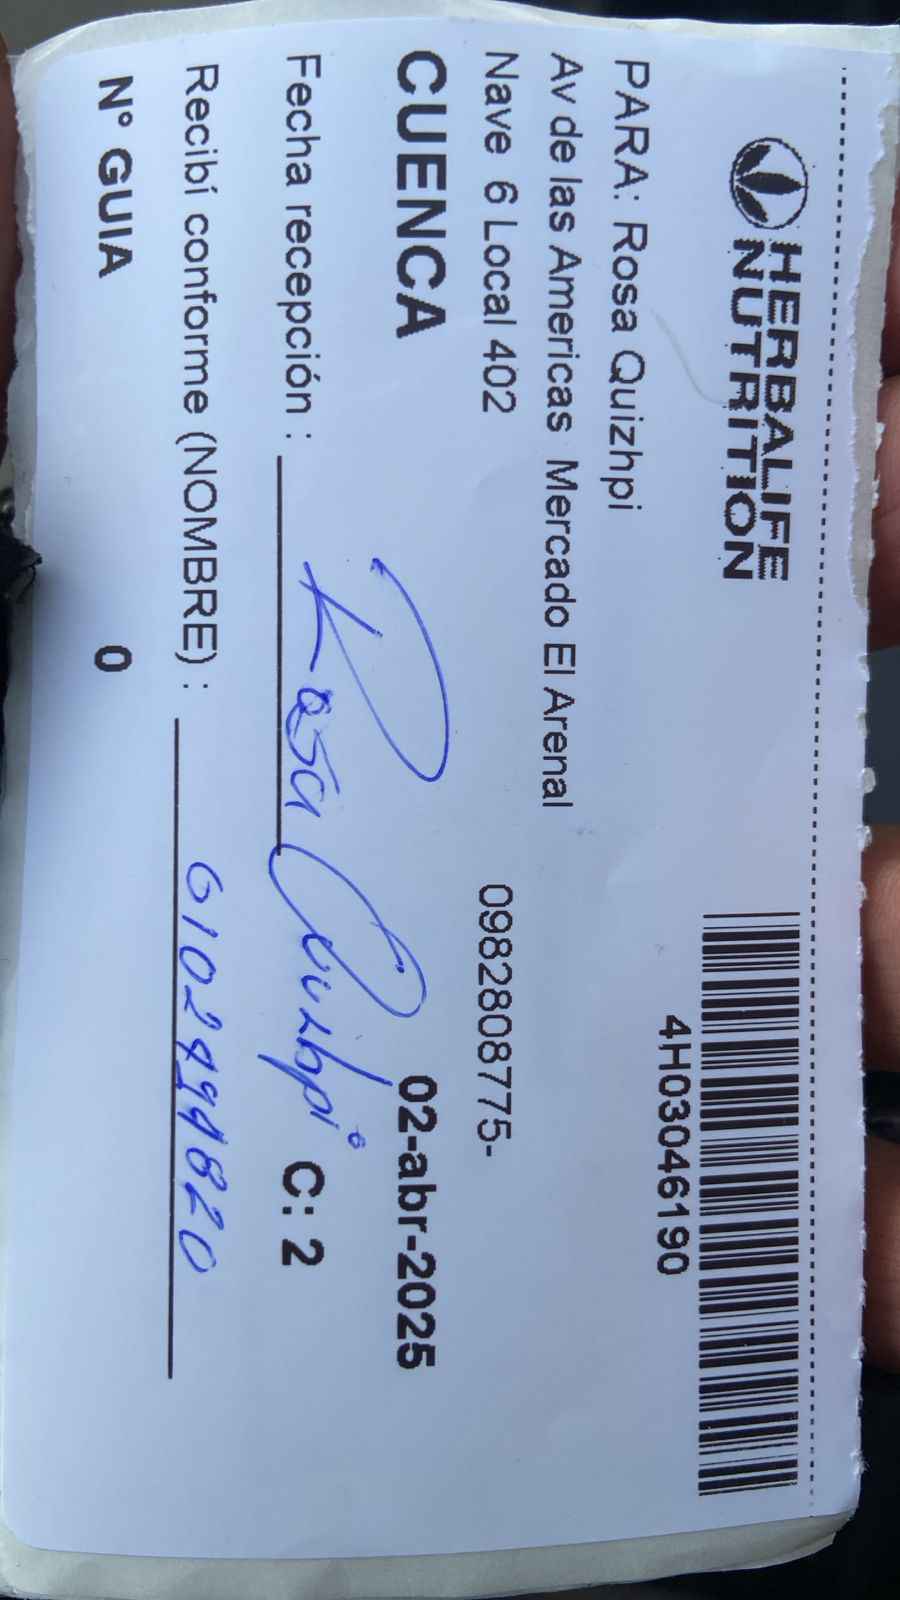 HERBALIFE
NUTRITION
4H03046190
PARA: Rosa Quizhpi
Av de las Americas Mercado El Arenal
Nave 6 Local 402 0982808775-
CUENCA 02-abr-2025
Fecha recepción : Rosa Quizhpi C: 2
Recibí conforme (NOMBRE) :
N° GUIA 0